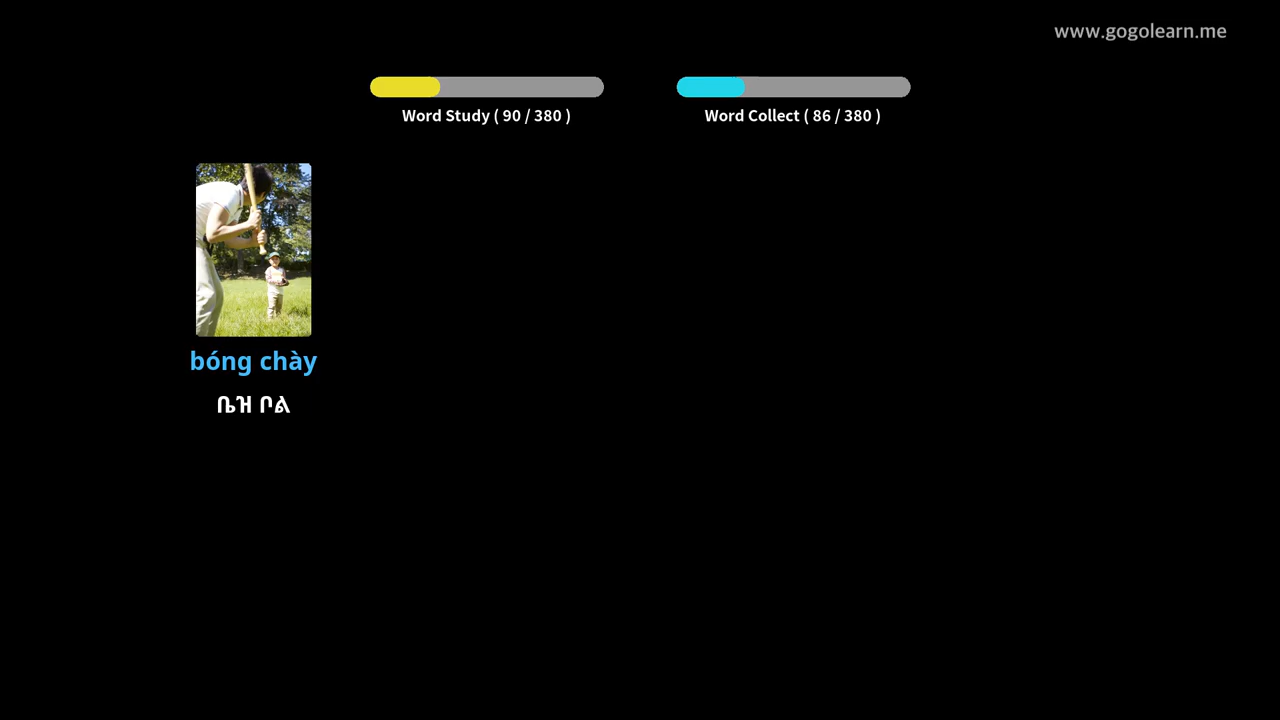 www.gogolearn.me
Word Study ( 90 / 380 )
Word Collect ( 86 / 380 )
bóng chày
ቤዝ ቦል